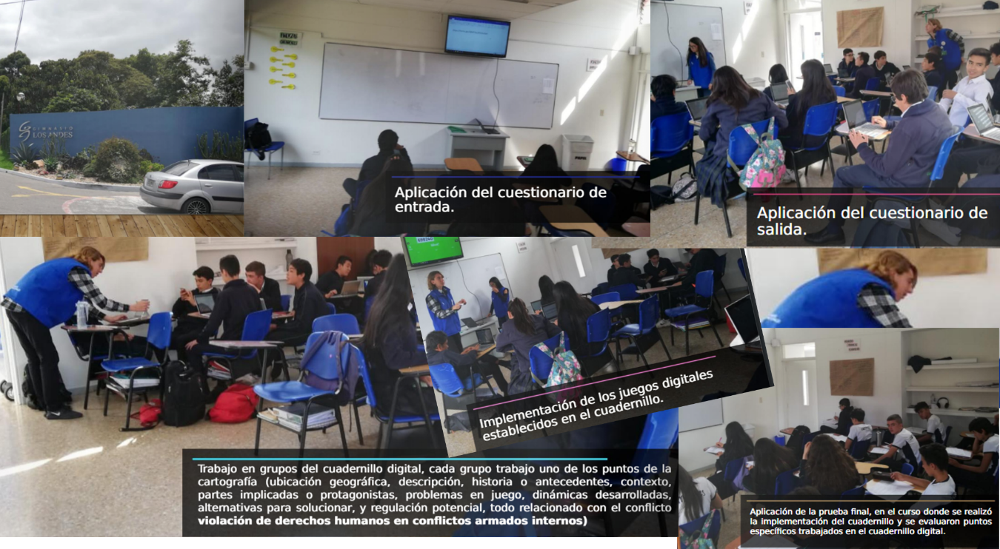 GIMNASIO
LOS ANDES
Aplicación del cuestionario de
entrada.
PAPEL
Aplicación del cuestionario de
salida.
Implementación de los juegos digitales
establecidos en el cuadernillo.
Trabajo en grupos del cuadernillo digital, cada grupo trabajo uno de los puntos de la
cartografía (ubicación geográfica, descripción, historia o antecedentes, contexto,
partes implicadas o protagonistas, problemas en juego, dinámicas desarrolladas,
alternativas para solucionar, y regulación potencial, todo relacionado con el conflicto
violación de derechos humanos en conflictos armados internos)
Aplicación de la prueba final, en el curso donde se realizó
la implementación del cuadernillo y se evaluaron puntos
específicos trabajados en el cuadernillo digital.